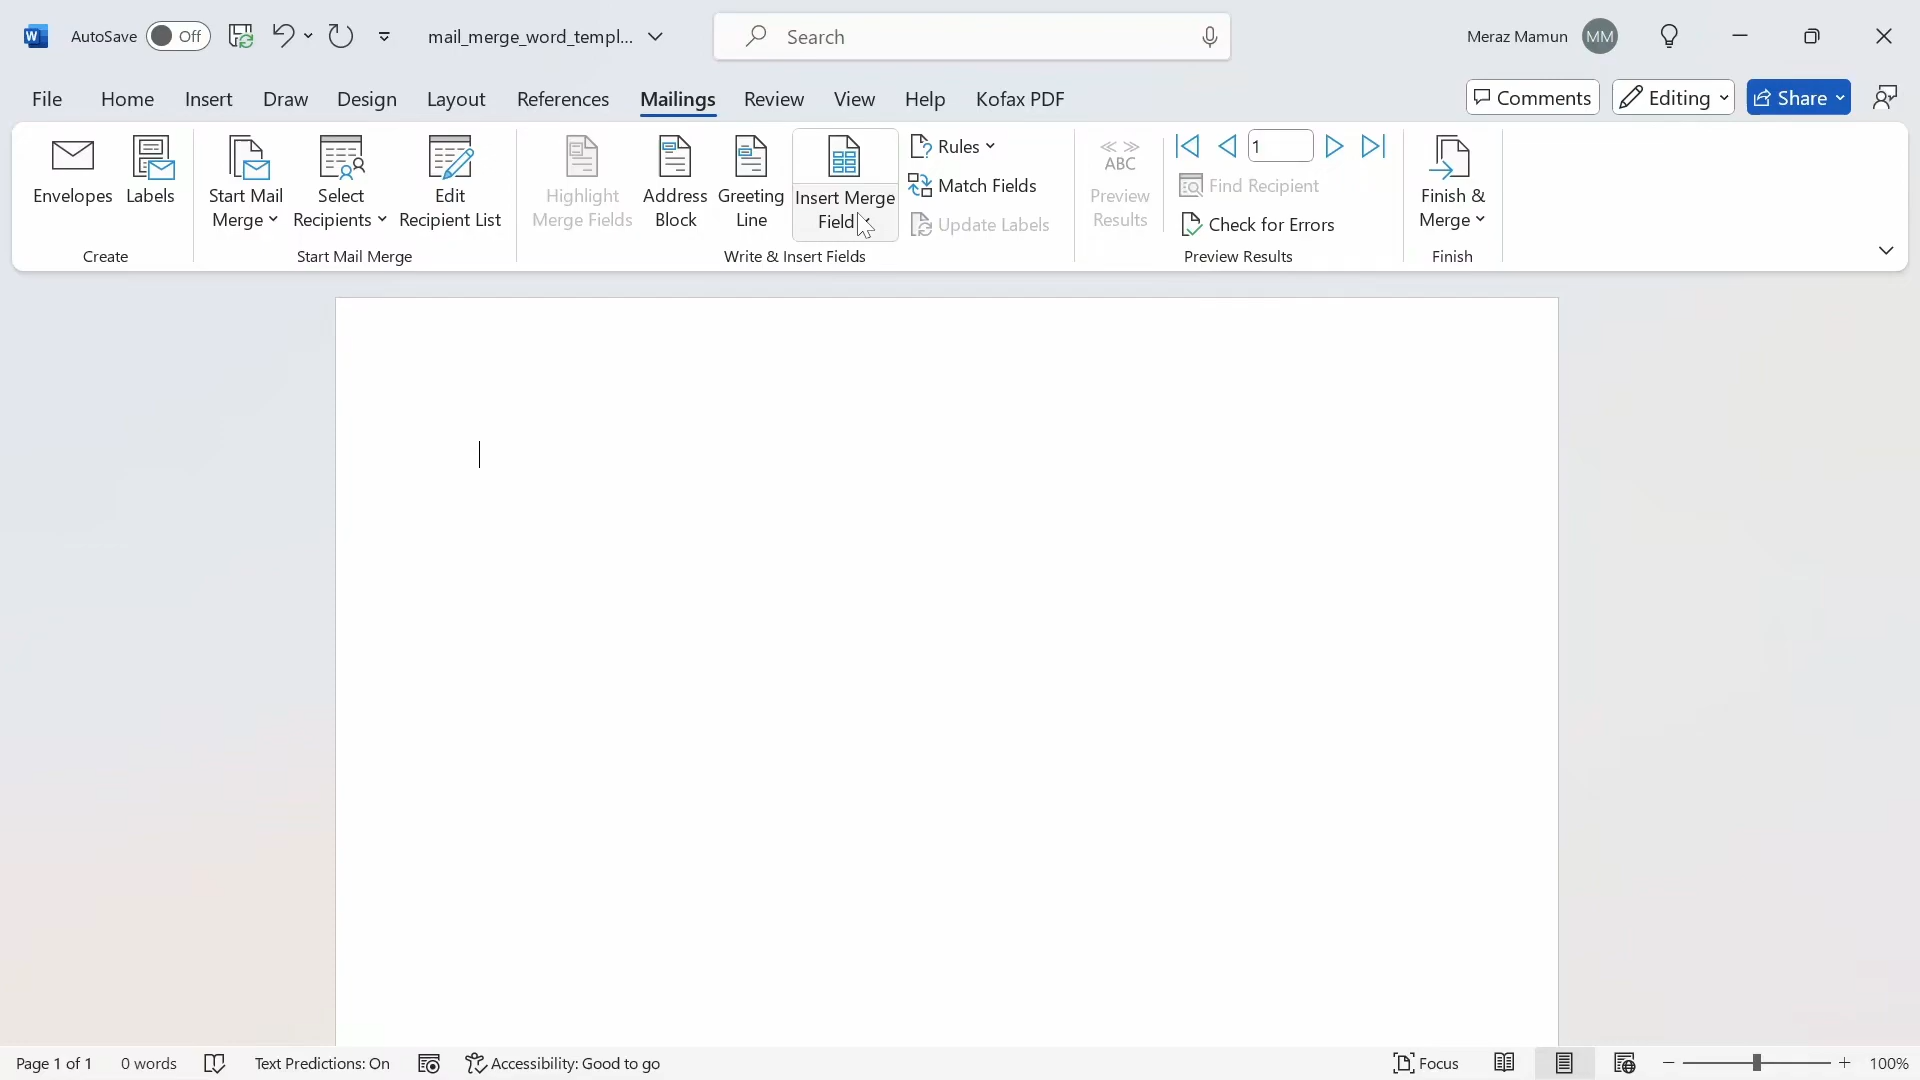 AutoSave Off mail_merge_word_templ... Search Meraz Mamun MM
File Home Insert Draw Design Layout References Mailings Review View Help Kofax PDF Comments Editing Share
Envelopes
Labels
Create
Start Mail
Merge
Select
Recipients
Edit
Recipient List
Start Mail Merge
Highlight
Merge Fields
Address
Block
Greeting
Line
Insert Merge
Field
Rules
Match Fields
Update Labels
Write & Insert Fields
ABC
Preview
Results
1
Find Recipient
Check for Errors
Preview Results
Finish &
Merge
Finish
Page 1 of 1 0 words Text Predictions: On Accessibility: Good to go Focus 100%